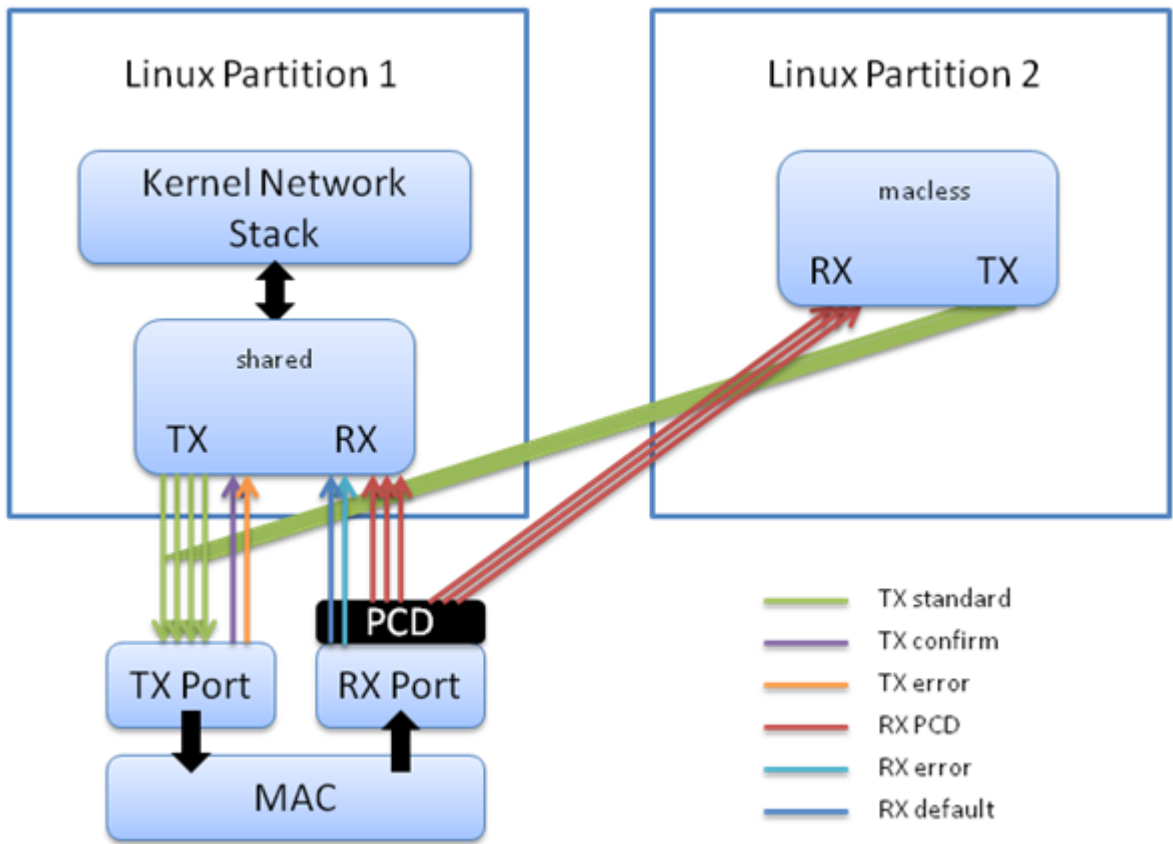 Linux Partition 1
Kernel Network
Stack
shared
TX RX
PCD
TX Port
RX Port
MAC
Linux Partition 2
macless
RX TX
TX standard
TX confirm
TX error
RX PCD
RX error
RX default